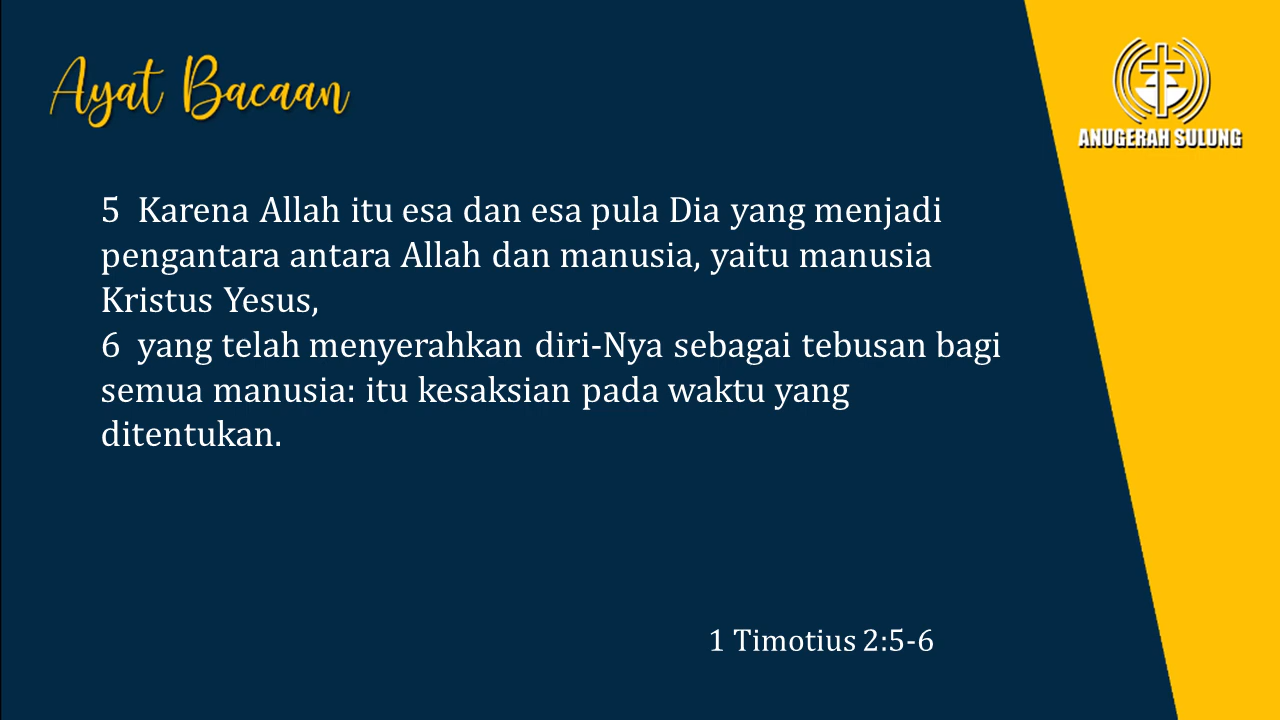 Ayat Bacaan
ANUGERAH SULUNG
5  Karena Allah itu esa dan esa pula Dia yang menjadi
pengantara antara Allah dan manusia, yaitu manusia
Kristus Yesus,
6  yang telah menyerahkan diri-Nya sebagai tebusan bagi
semua manusia: itu kesaksian pada waktu yang
ditentukan.
1 Timotius 2:5-6